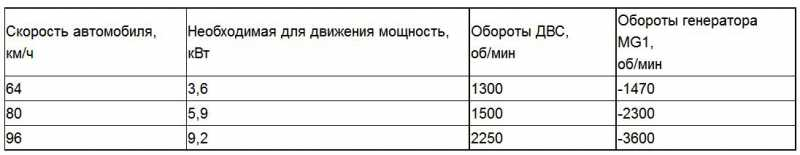 Скорость автомобиля, Необходимая для движения мощность, Обороты ДВС, Обороты генератора
км/ч кВт об/мин MG1,
об/мин
64 3,6 1300 -1470
80 5,9 1500 -2300
96 9,2 2250 -3600